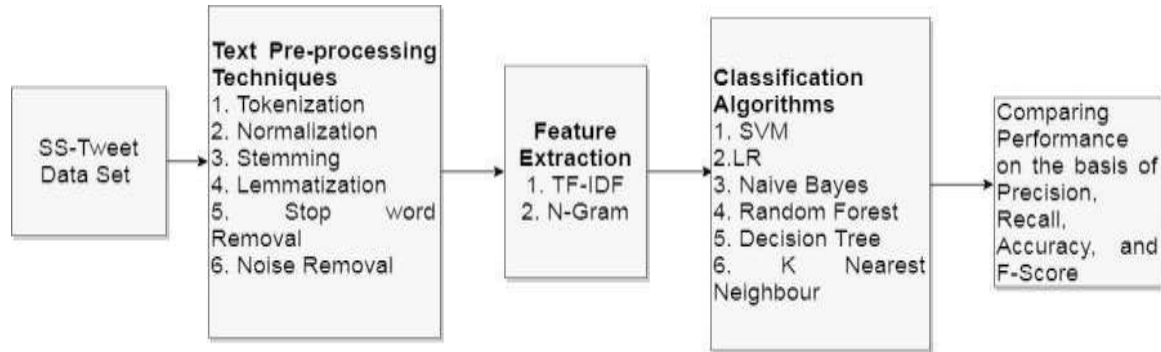 SS-Tweet
Data Set
Text Pre-processing
Techniques
1. Tokenization
2. Normalization
3. Stemming
4. Lemmatization
5. Stop word
Removal
6. Noise Removal
Feature
Extraction
1. TF-IDF
2. N-Gram
Classification
Algorithms
1. SVM
2.LR
3. Naive Bayes
4. Random Forest
5. Decision Tree
6. K Nearest
Neighbour
Comparing
Performance
on the basis of
Precision,
Recall,
Accuracy, and
F-Score